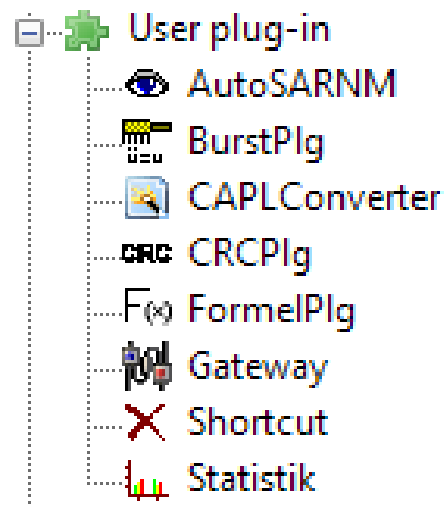 User plug-in
AutoSARNM
BurstPlg
CAPLConverter
CRC CRCPlg
F(x) FormelPlg
Gateway
Shortcut
Statistik